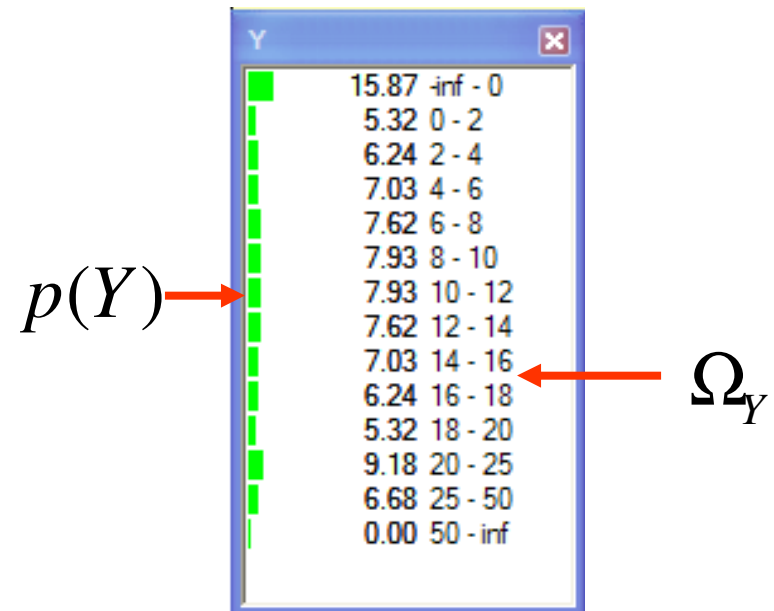 Y
15.87 -inf - 0
5.32 0 - 2
6.24 2 - 4
7.03 4 - 6
7.62 6 - 8
7.93 8 - 10
p(Y)
7.93 10 - 12
7.62 12 - 14
7.03 14 - 16
Ω_Y
6.24 16 - 18
5.32 18 - 20
9.18 20 - 25
6.68 25 - 50
0.00 50 - inf